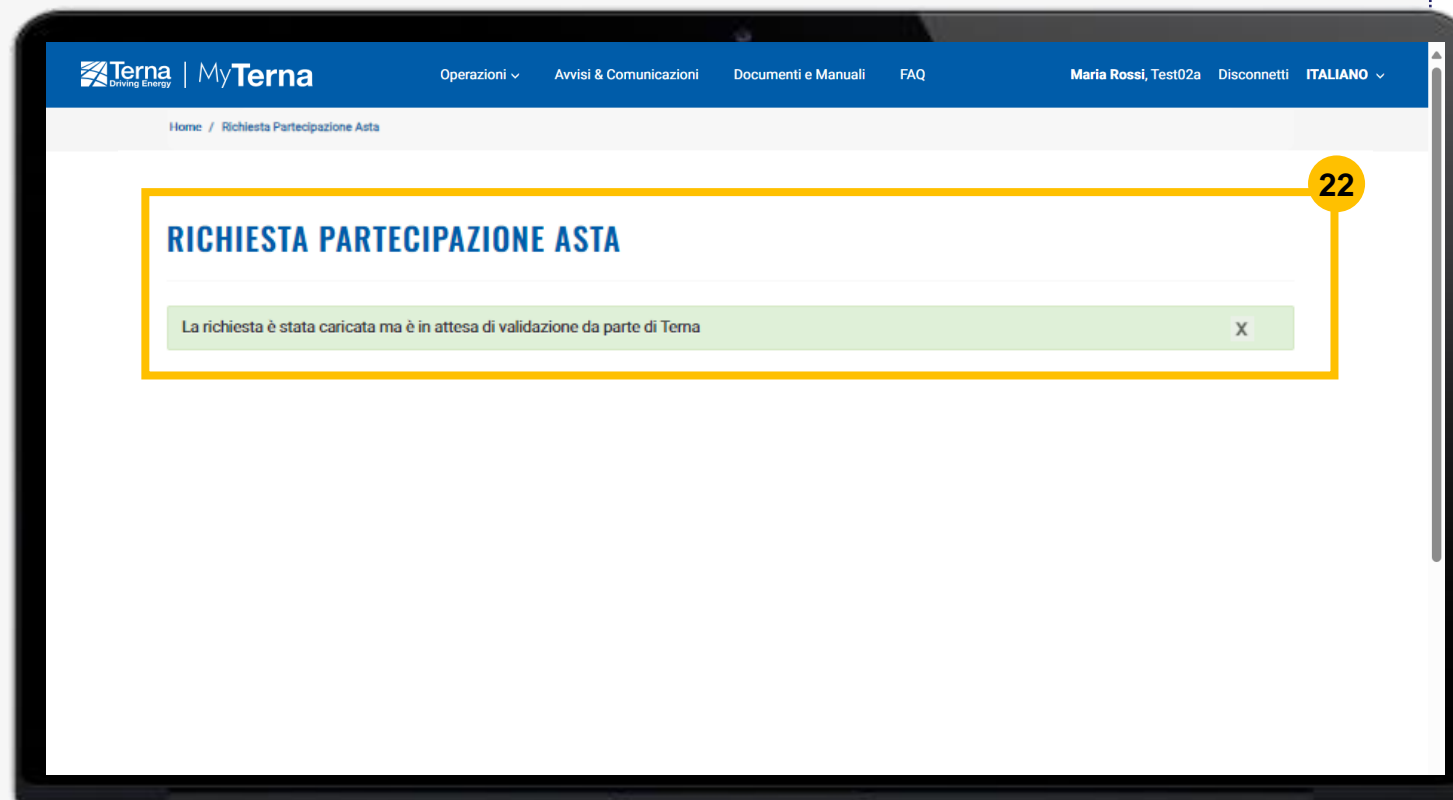 Terna
Driving Energy
MyTerna
Operazioni
Avvisi & Comunicazioni
Documenti e Manuali
FAQ
Maria Rossi, Test02a
Disconnetti
ITALIANO
Home / Richiesta Partecipazione Asta
22
RICHIESTA PARTECIPAZIONE ASTA
La richiesta è stata caricata ma è in attesa di validazione da parte di Terna
X